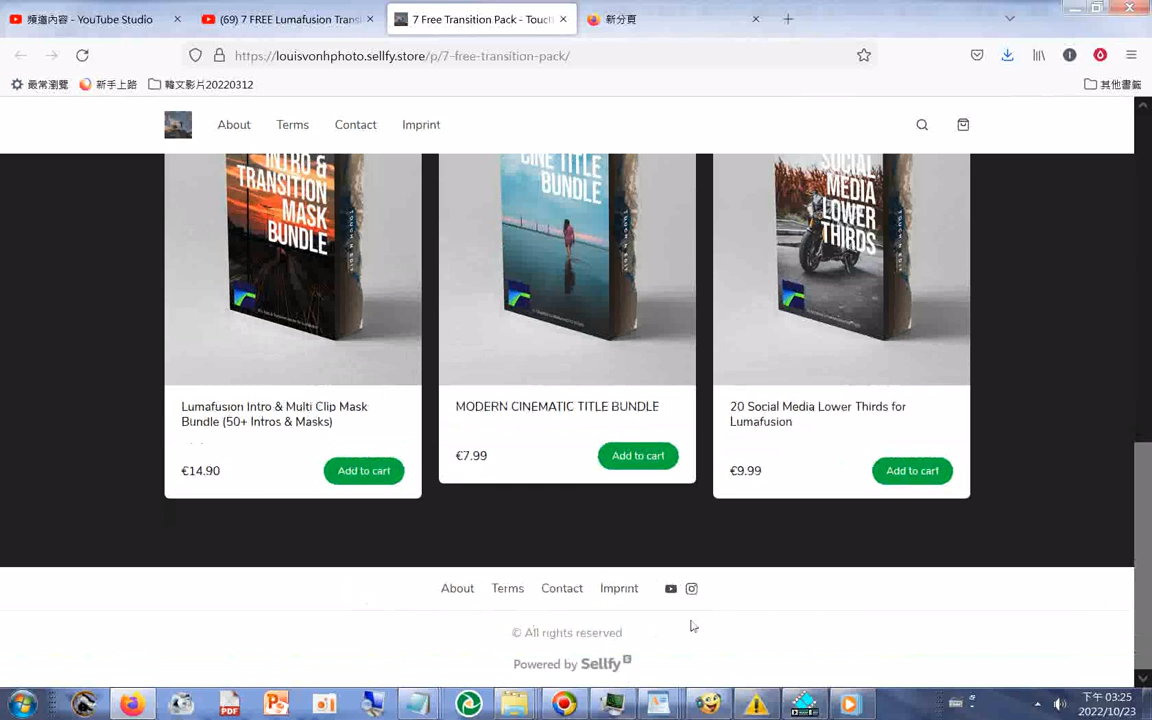 頻道內容 - YouTube Studio
(69) 7 FREE Lumafusion Trans
7 Free Transition Pack - Touch
新分頁
https://louisvonhphoto.sellfy.store/p/7-free-transition-pack/
最常瀏覽
新手上路
韓文影片20220312
其他書籤
About
Terms
Contact
Imprint
INTRO &
TRANSITION
MASK
BUNDLE
CINE TITLE
BUNDLE
SOCIAL
MEDIA
LOWER
THIRDS
Lumafusion Intro & Multi Clip Mask
Bundle (50+ Intros & Masks)
€14.90
Add to cart
MODERN CINEMATIC TITLE BUNDLE
€7.99
Add to cart
20 Social Media Lower Thirds for
Lumafusion
€9.99
Add to cart
About
Terms
Contact
Imprint
© All rights reserved
Powered by Sellfy
下午 03:25
2022/10/23